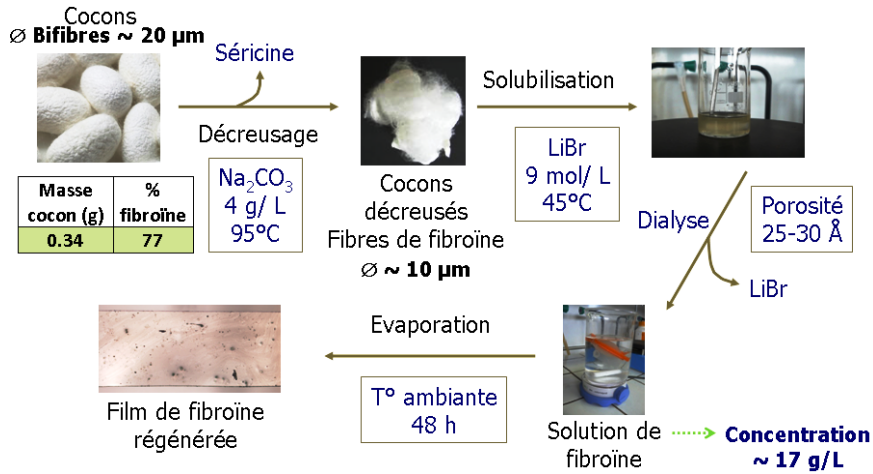 Cocons
Ø Bifibres ~ 20 µm
Séricine
Décreusage
Na₂CO₃
4 g/ L
95°C
Masse cocon (g)
% fibroïne
0.34
77
Cocons
décreusés
Fibres de fibroïne
Ø ~ 10 µm
Solubilisation
LiBr
9 mol/ L
45°C
Dialyse
Porosité
25-30 Å
LiBr
Solution de
fibroïne
Concentration
~ 17 g/L
Evaporation
T° ambiante
48 h
Film de fibroïne
régénérée